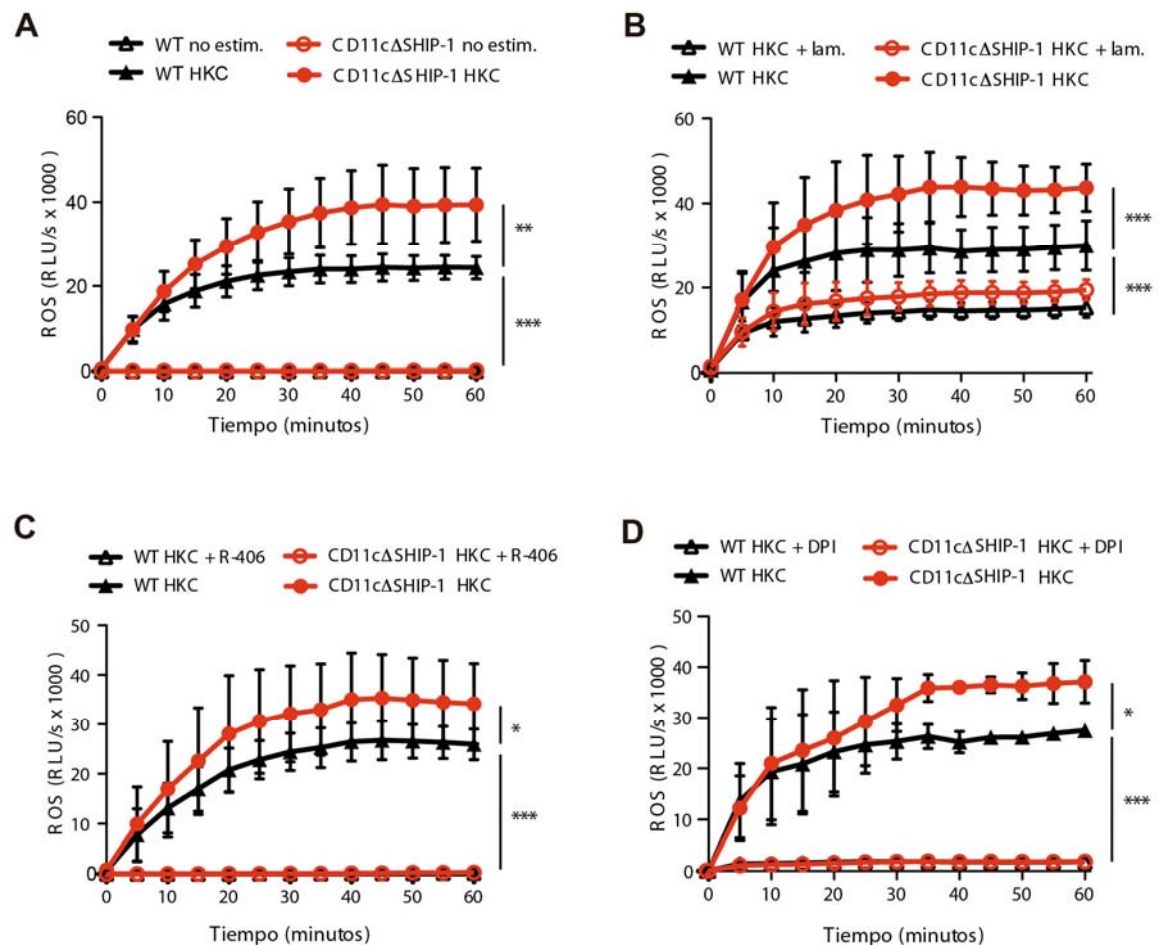 A
WT no estim.
CD11cΔSHIP-1 no estim.
WT HKC
CD11cΔSHIP-1 HKC
60
40
20
0
ROS (RLU/s x 1000 )
**
***
0 10 20 30 40 50 60
Tiempo (minutos)
B
WT HKC + lam.
CD11cΔSHIP-1 HKC + lam.
WT HKC
CD11cΔSHIP-1 HKC
60
40
20
0
ROS (RLU/s x 1000 )
***
***
0 10 20 30 40 50 60
Tiempo (minutos)
C
WT HKC + R-406
CD11cΔSHIP-1 HKC + R-406
WT HKC
CD11cΔSHIP-1 HKC
50
40
30
20
10
0
ROS (RLU/s x 1000 )
*
***
0 10 20 30 40 50 60
Tiempo (minutos)
D
WT HKC + DPI
CD11cΔSHIP-1 HKC + DPI
WT HKC
CD11cΔSHIP-1 HKC
50
40
30
20
10
0
ROS (RLU/s x 1000 )
*
***
0 10 20 30 40 50 60
Tiempo (minutos)